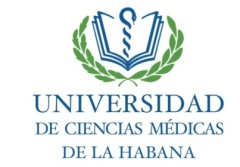 UNIVERSIDAD
DE CIENCIAS MÉDICAS
DE LA HABANA